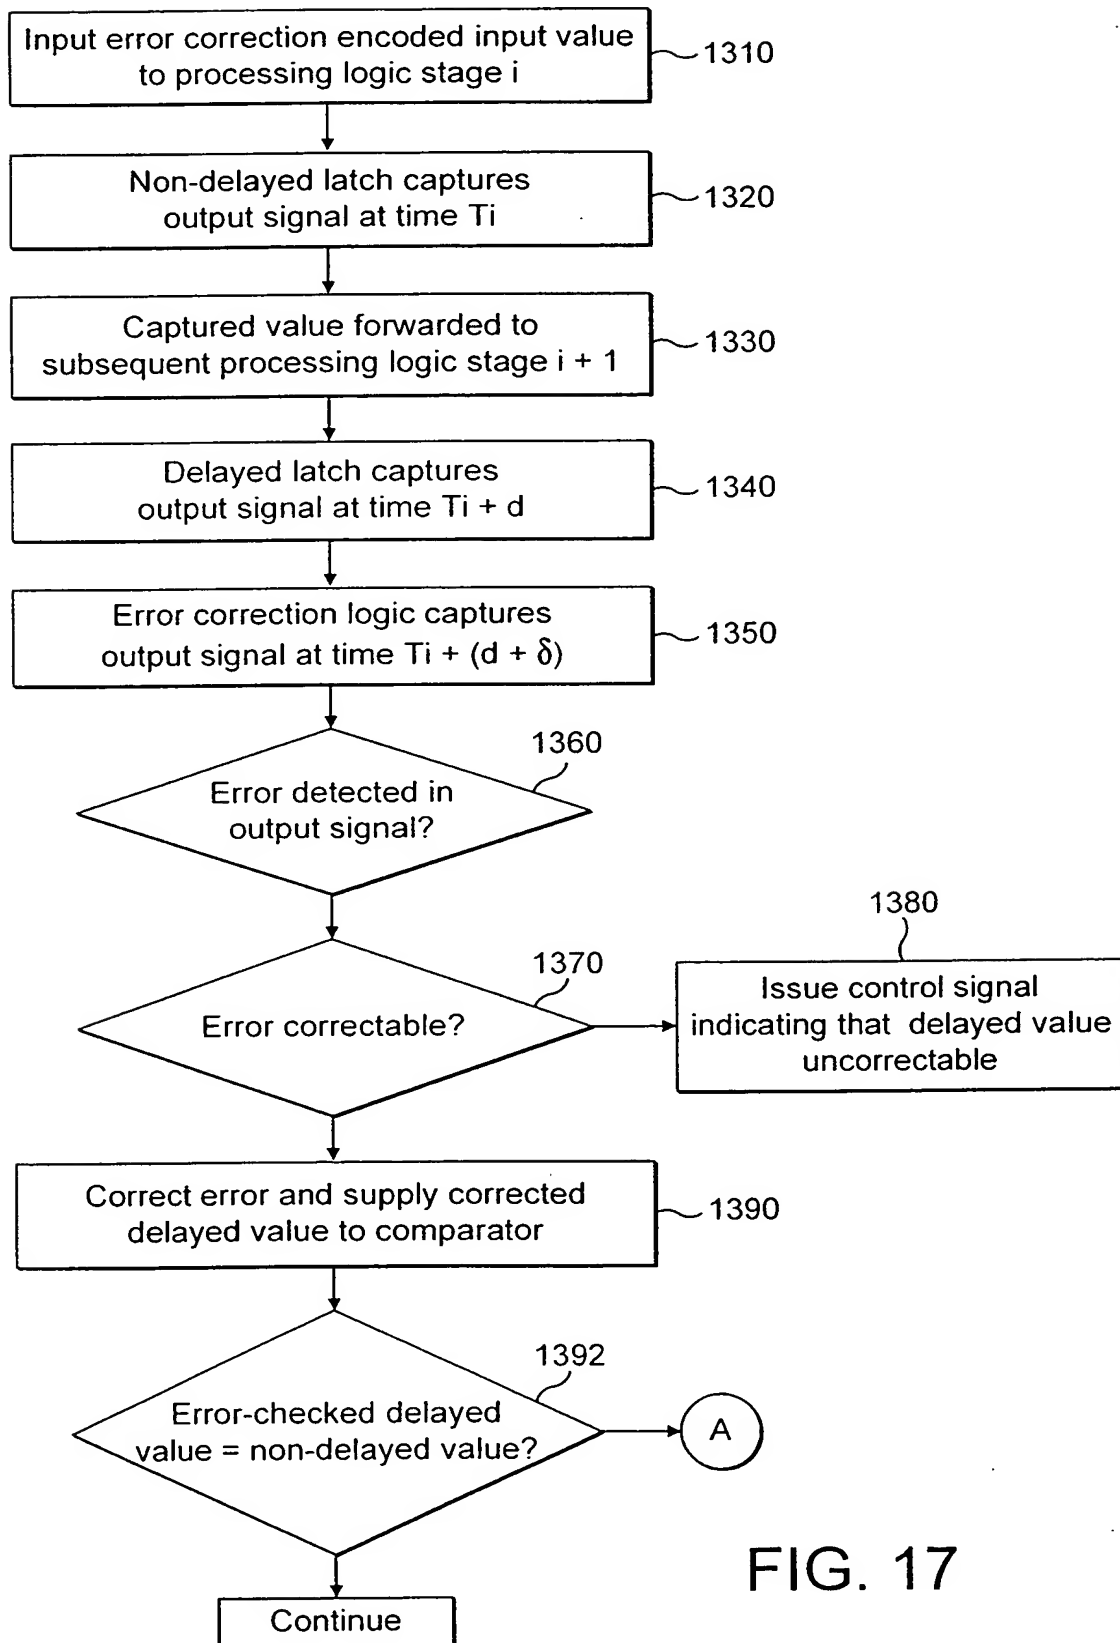 Input error correction encoded input value
to processing logic stage i
1310
Non-delayed latch captures
output signal at time Ti
1320
Captured value forwarded to
subsequent processing logic stage i + 1
1330
Delayed latch captures
output signal at time Ti + d
1340
Error correction logic captures
output signal at time Ti + (d + δ)
1350
1360
Error detected in
output signal?
1370
Error correctable?
1380
Issue control signal
indicating that delayed value
uncorrectable
Correct error and supply corrected
delayed value to comparator
1390
1392
Error-checked delayed
value = non-delayed value?
A
Continue
FIG. 17